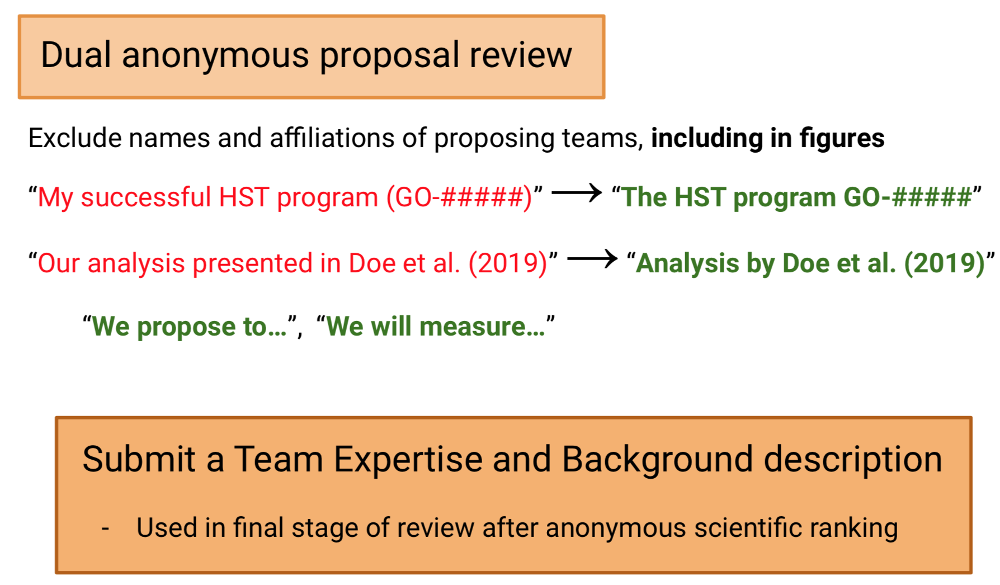 Dual anonymous proposal review
Exclude names and affiliations of proposing teams, including in figures
“My successful HST program (GO-#####)” → “The HST program GO-#####”
“Our analysis presented in Doe et al. (2019)” → “Analysis by Doe et al. (2019)”
“We propose to…”, “We will measure…”
Submit a Team Expertise and Background description
- Used in final stage of review after anonymous scientific ranking